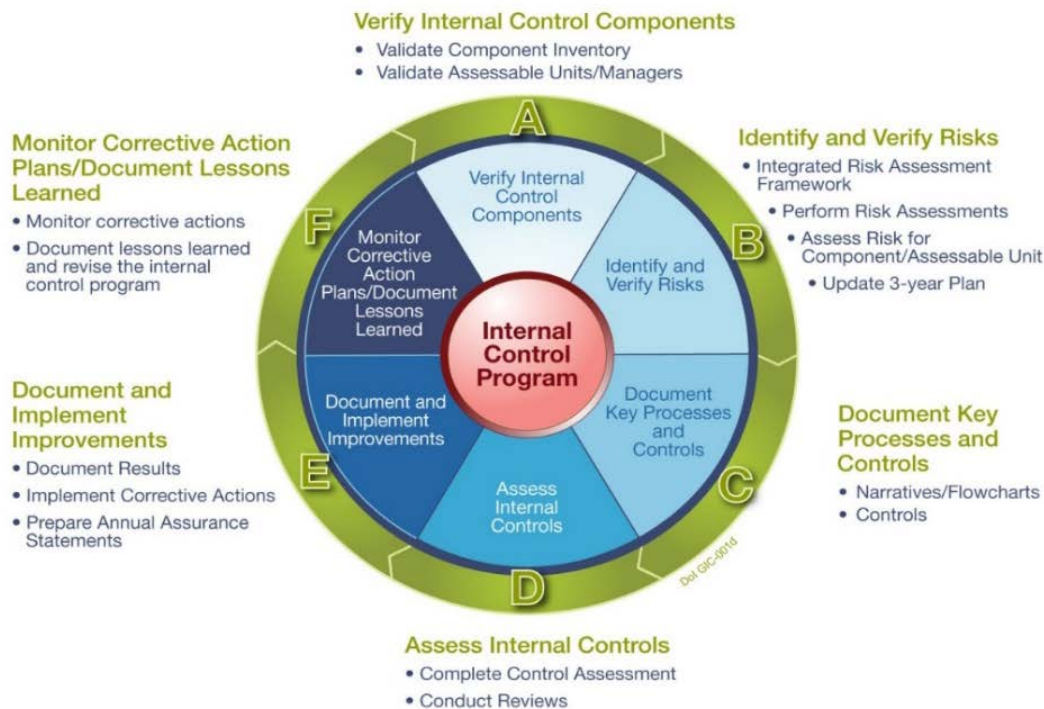 Verify Internal Control Components
• Validate Component Inventory
• Validate Assessable Units/Managers
Monitor Corrective Action
Plans/Document Lessons
Learned
• Monitor corrective actions
• Document lessons learned
and revise the internal
control program
Identify and Verify Risks
• Integrated Risk Assessment
Framework
• Perform Risk Assessments
• Assess Risk for
Component/Assessable Unit
• Update 3-year Plan
Document and
Implement
Improvements
• Document Results
• Implement Corrective Actions
• Prepare Annual Assurance
Statements
Document Key
Processes and
Controls
• Narratives/Flowcharts
• Controls
Assess Internal Controls
• Complete Control Assessment
• Conduct Reviews
A
Verify Internal
Control
Components
B
Identify and
Verify Risks
C
Document
Key Processes
and
Controls
D
Assess
Internal
Controls
E
Document and
Implement
Improvements
F
Monitor
Corrective
Action
Plans/Document
Lessons
Learned
Internal
Control
Program
DoI GIC-001d